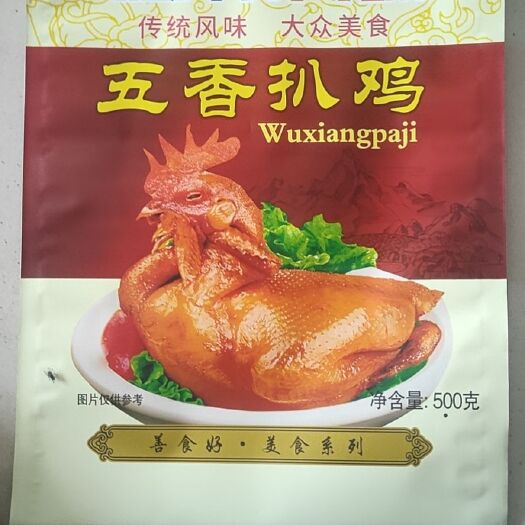 传统风味 大众美食
五香扒鸡
Wuxiangpaji
图片仅供参考
净含量: 500克
善食好·美食系列